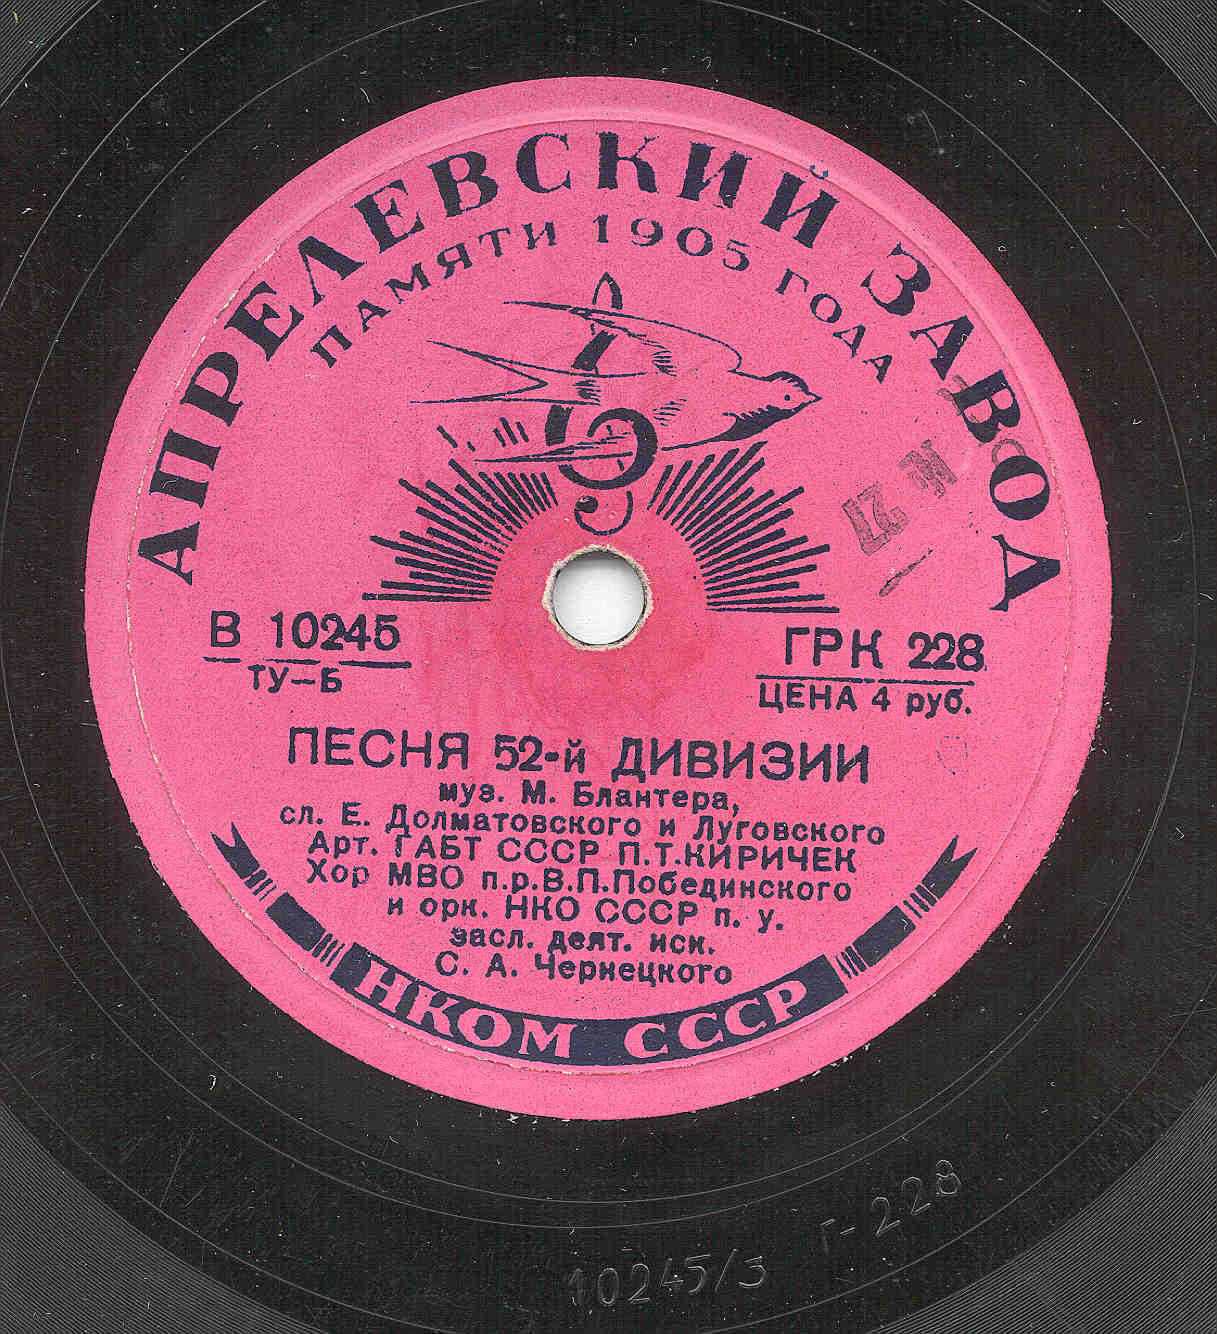 АПРЕЛЕВСКИЙ ЗАВОД
ПАМЯТИ 1905 ГОДА
В 10245
ТУ–Б
ГРК 228
ЦЕНА 4 руб.
ПЕСНЯ 52-й ДИВИЗИИ
муз. М. Блантера,
сл. Е. Долматовского и Луговского
Арт. ГАБТ СССР П.Т.КИРИЧЕК
Хор МВО п.р.В.П.Побединского
и орк. НКО СССР п. у.
засл. деят. иск.
С. А. Чернецкого
НКОМ СССР
Г-228
10245/3